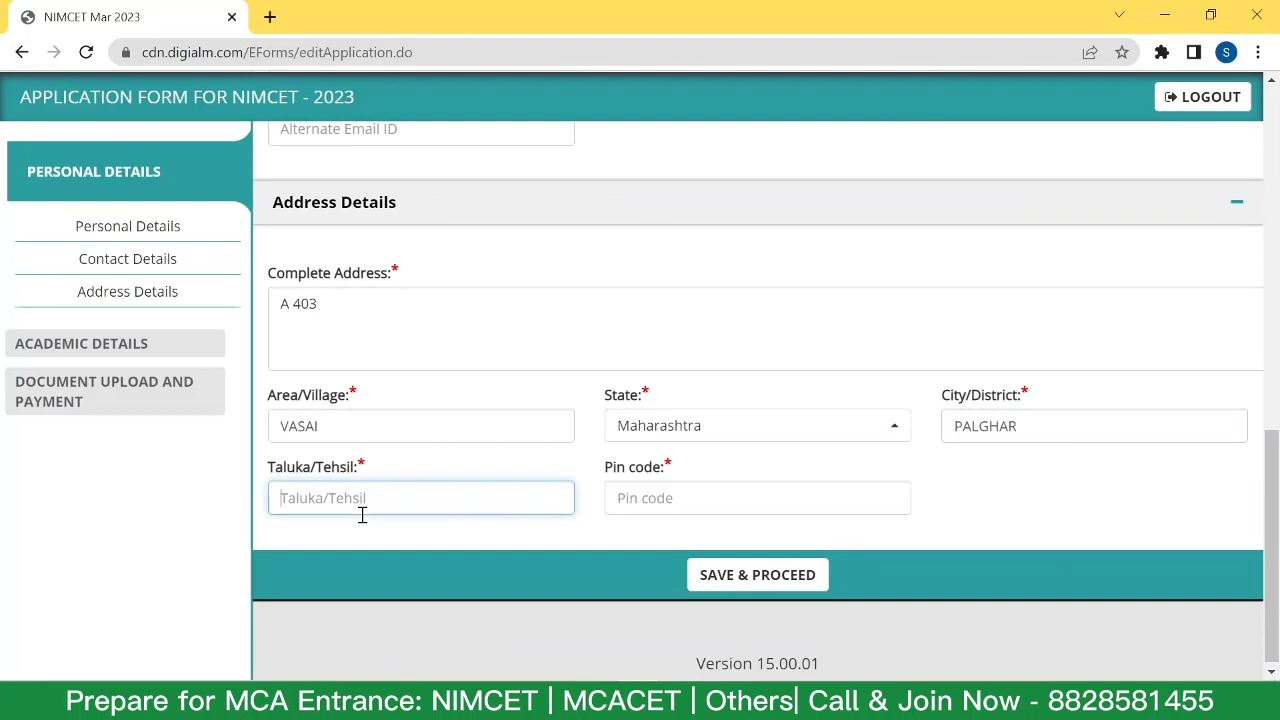 NIMCET Mar 2023
cdn.digialm.com/EForms/editApplication.do
S
APPLICATION FORM FOR NIMCET - 2023
LOGOUT
PERSONAL DETAILS
Personal Details
Contact Details
Address Details
ACADEMIC DETAILS
DOCUMENT UPLOAD AND
PAYMENT
Alternate Email ID
Address Details
Complete Address:*
A 403
Area/Village:* State:* City/District:*
VASAI Maharashtra PALGHAR
Taluka/Tehsil:* Pin code:*
Taluka/Tehsil Pin code
SAVE & PROCEED
Version 15.00.01
Prepare for MCA Entrance: NIMCET | MCACET | Others| Call & Join Now - 8828581455